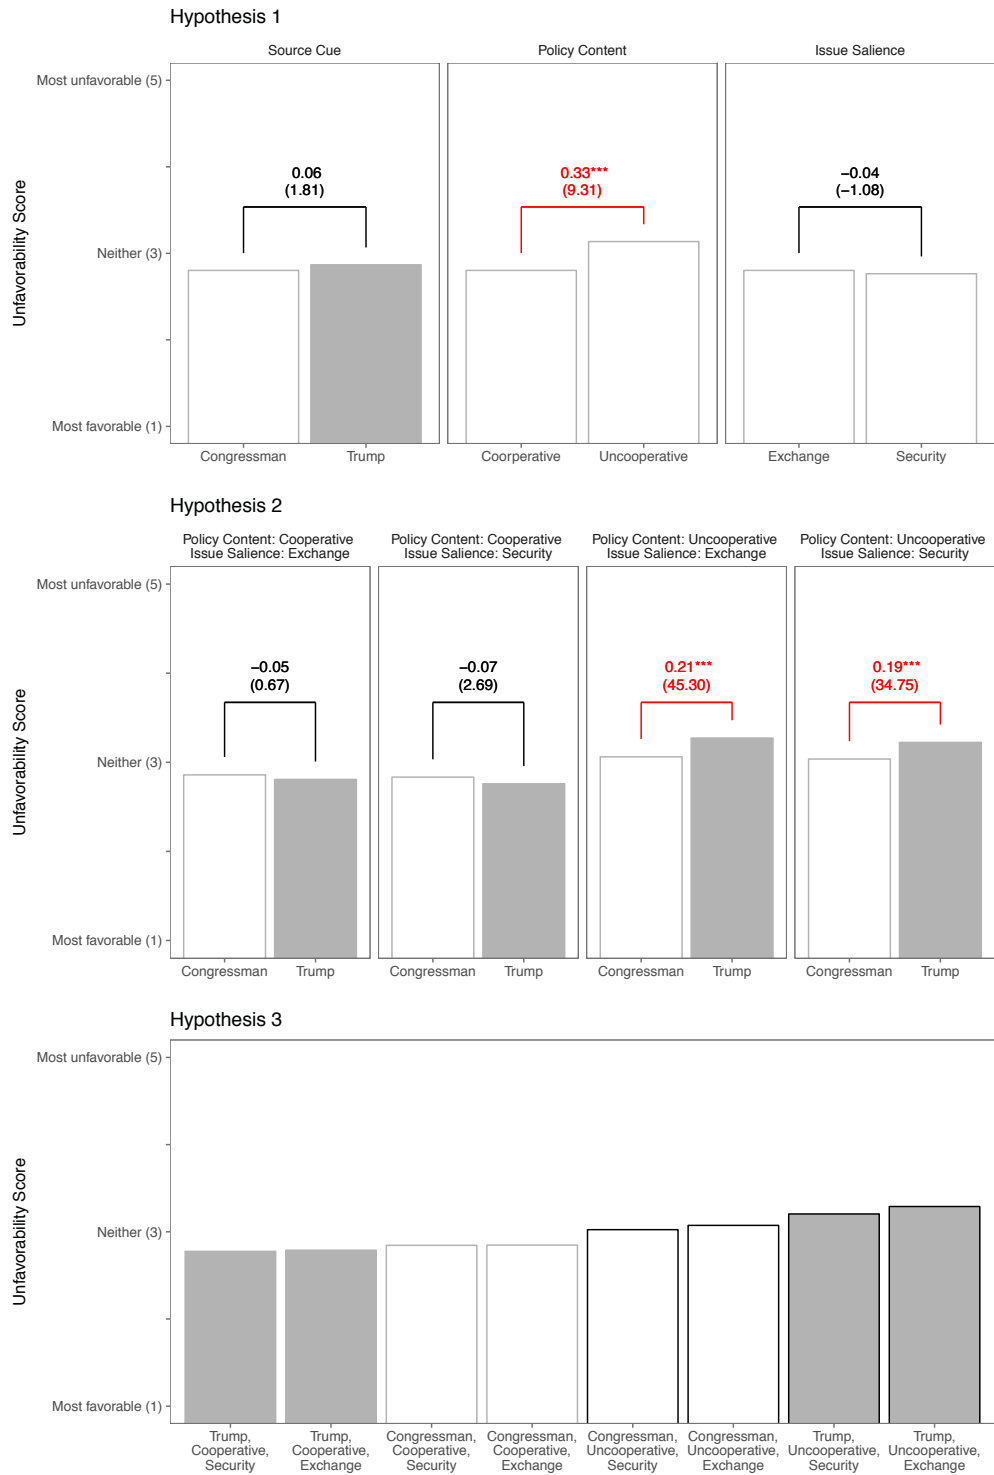 Hypothesis 1
Source Cue
Policy Content
Issue Salience
Unfavorability Score
Most unfavorable (5)
Neither (3)
Most favorable (1)
0.06
(1.81)
0.33***
(9.31)
−0.04
(−1.08)
Congressman
Trump
Coorperative
Uncooperative
Exchange
Security
Hypothesis 2
Policy Content: Cooperative
Issue Salience: Exchange
Policy Content: Cooperative
Issue Salience: Security
Policy Content: Uncooperative
Issue Salience: Exchange
Policy Content: Uncooperative
Issue Salience: Security
Unfavorability Score
Most unfavorable (5)
Neither (3)
Most favorable (1)
−0.05
(0.67)
−0.07
(2.69)
0.21***
(45.30)
0.19***
(34.75)
Congressman
Trump
Congressman
Trump
Congressman
Trump
Congressman
Trump
Hypothesis 3
Unfavorability Score
Most unfavorable (5)
Neither (3)
Most favorable (1)
Trump,
Cooperative,
Security
Trump,
Cooperative,
Exchange
Congressman,
Cooperative,
Security
Congressman,
Cooperative,
Exchange
Congressman,
Uncooperative,
Security
Congressman,
Uncooperative,
Exchange
Trump,
Uncooperative,
Security
Trump,
Uncooperative,
Exchange